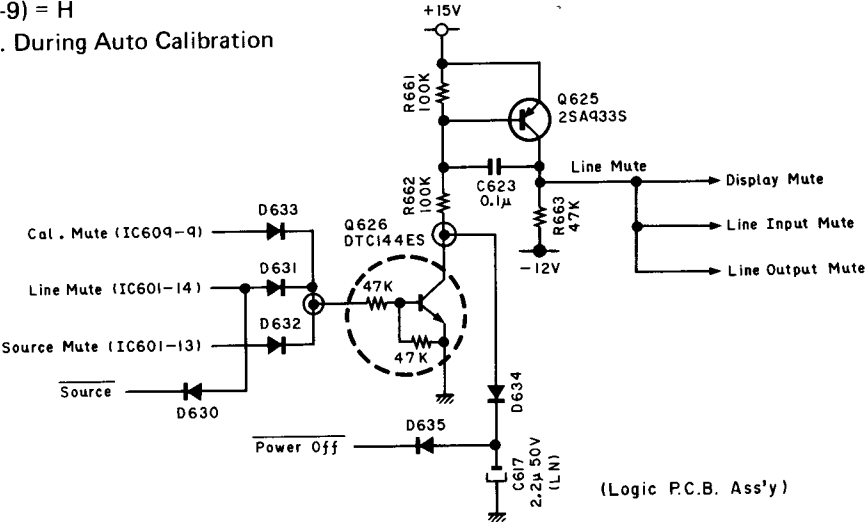 -9) = H
. During Auto Calibration
+15V
R661
100K
Q625
2SA933S
Line Mute
C623
0.1μ
R662
100K
R663
47K
-12V
Display Mute
Line Input Mute
Line Output Mute
D633
Cal. Mute (IC609-9)
Q626
DTC144ES
D631
Line Mute (IC601-14)
47K
D632
Source Mute (IC601-13)
47K
Source
D630
D634
D635
Power Off
C617
2.2μ 50V
(LN)
(Logic P.C.B. Ass'y)